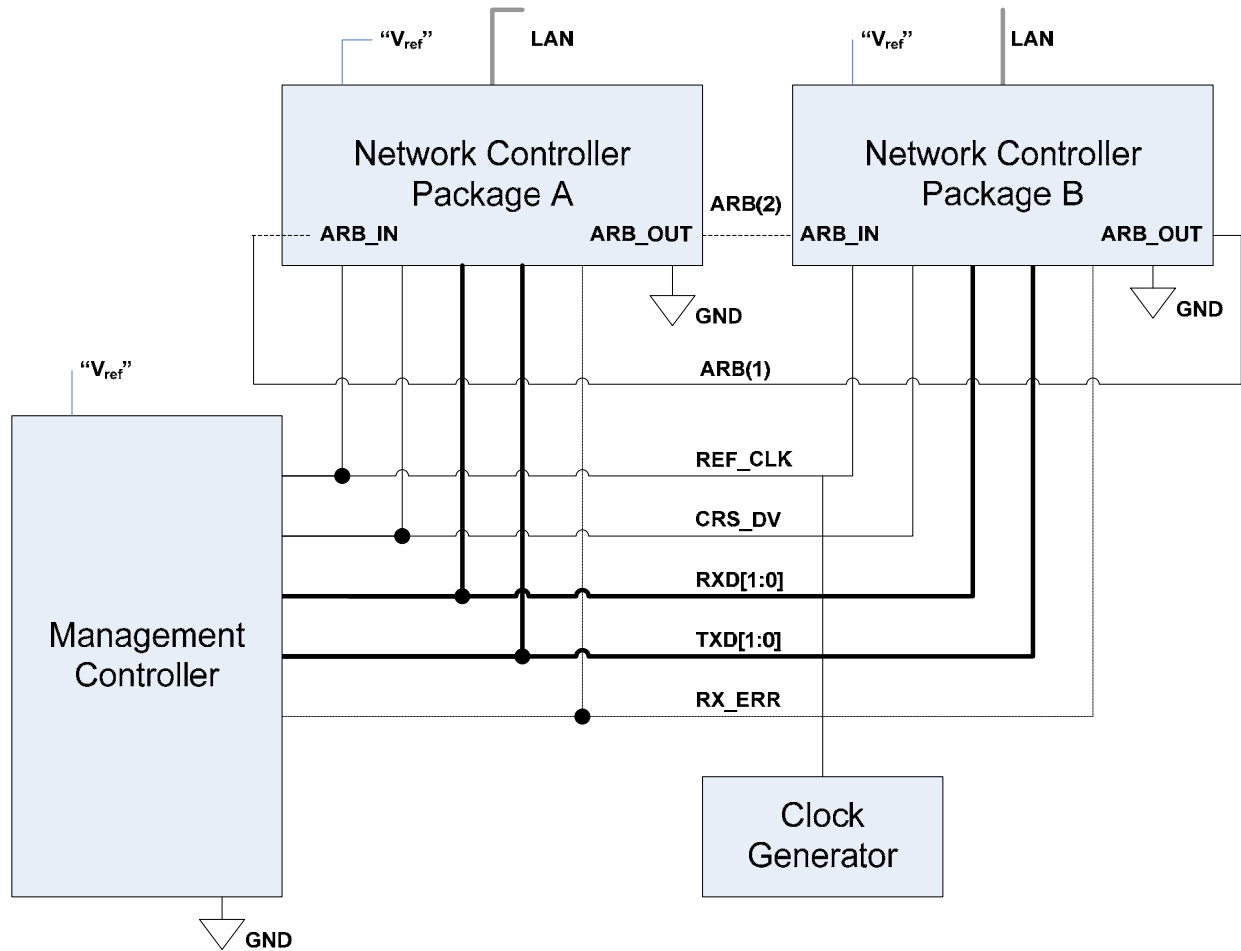 “Vref”
LAN
“Vref”
LAN
Network Controller
Package A
Network Controller
Package B
ARB(2)
ARB_IN
ARB_OUT
ARB_IN
ARB_OUT
GND
GND
“Vref”
ARB(1)
REF_CLK
CRS_DV
RXD[1:0]
TXD[1:0]
RX_ERR
Management
Controller
Clock
Generator
GND